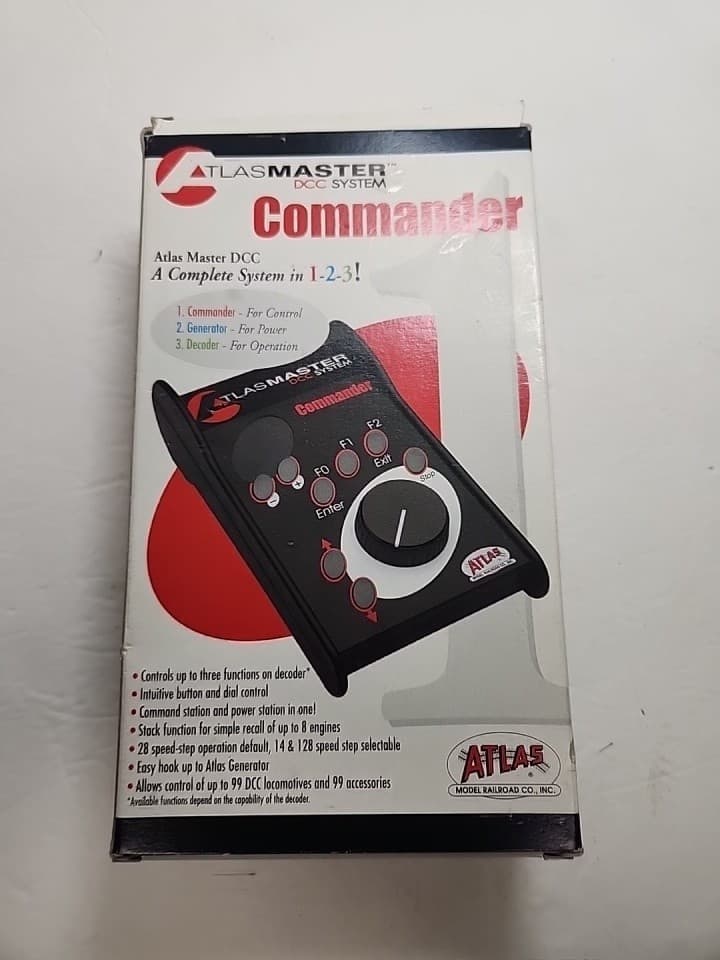 ATLASMASTER™
DCC SYSTEM
Commander
Atlas Master DCC
A Complete System in 1-2-3!
1. Commander - For Control
2. Generator - For Power
3. Decoder - For Operation
ATLASMASTER
DCC SYSTEM
Commander
F2
F1
F0
Exit
Stop
- +
Enter
ATLAS
MODEL RAILROAD CO., INC.
1
• Controls up to three functions on decoder*
• Intuitive button and dial control
• Command station and power station in one!
• Stack function for simple recall of up to 8 engines
• 28 speed-step operation default, 14 & 128 speed step selectable
• Easy hook up to Atlas Generator
• Allows control of up to 99 DCC locomotives and 99 accessories
*Available functions depend on the capability of the decoder.
ATLAS®
MODEL RAILROAD CO., INC.